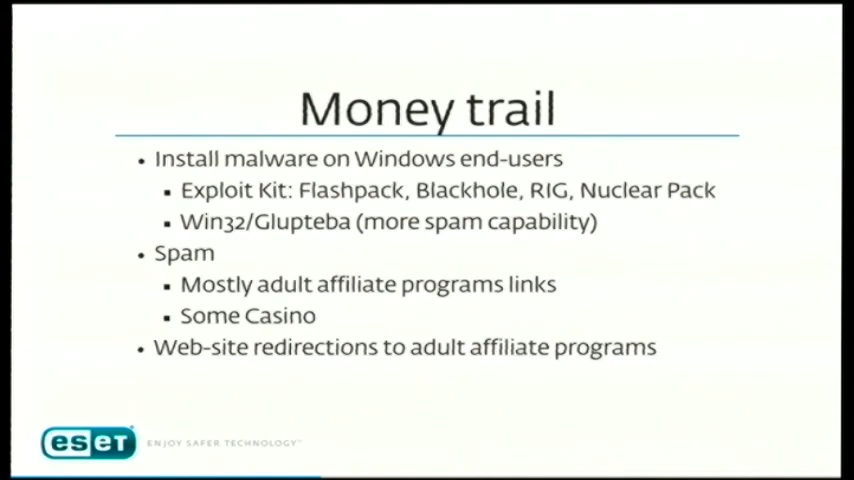 Money trail
• Install malware on Windows end-users
▪ Exploit Kit: Flashpack, Blackhole, RIG, Nuclear Pack
▪ Win32/Glupteba (more spam capability)
• Spam
▪ Mostly adult affiliate programs links
▪ Some Casino
• Web-site redirections to adult affiliate programs
eseT ENJOY SAFER TECHNOLOGY™